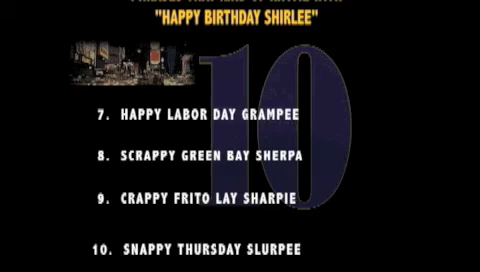 "HAPPY BIRTHDAY SHIRLEE"
10
7. HAPPY LABOR DAY GRAMPEE
8. SCRAPPY GREEN BAY SHERPA
9. CRAPPY FRITO LAY SHARPIE
10. SNAPPY THURSDAY SLURPEE